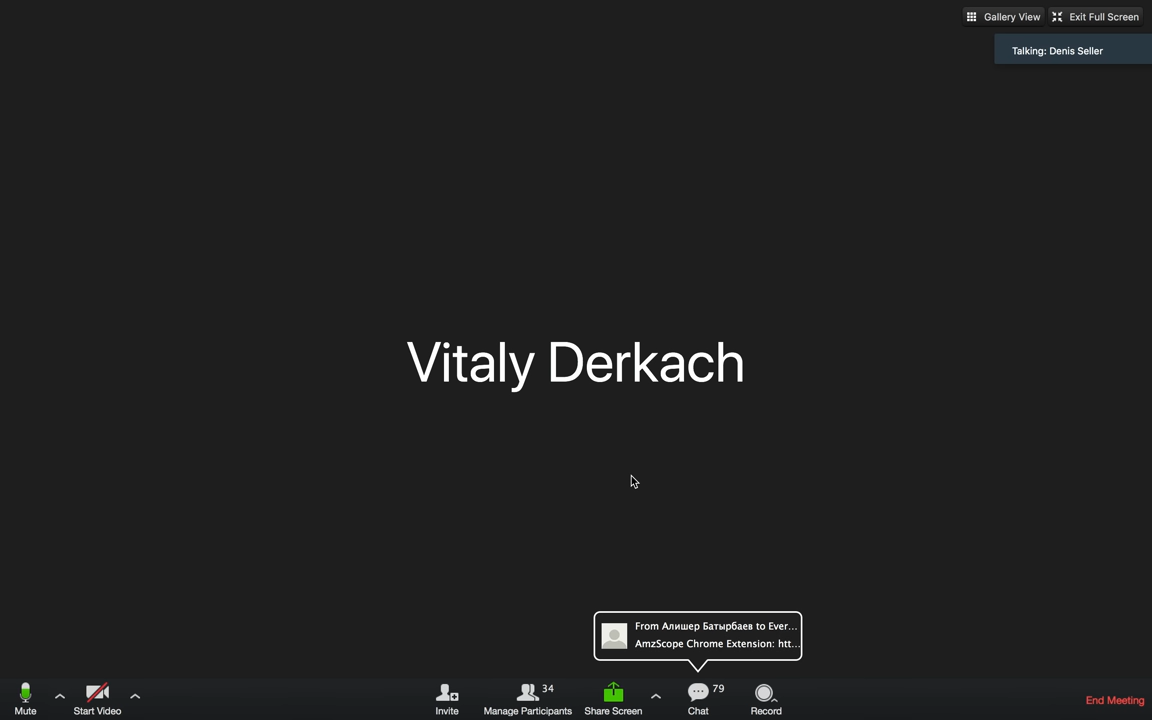 Gallery View
Exit Full Screen
Talking: Denis Seller
Vitaly Derkach
From Алишер Батырбаев to Ever...
AmzScope Chrome Extension: htt...
34
79
Mute
Start Video
Invite
Manage Participants
Share Screen
Chat
Record
End Meeting